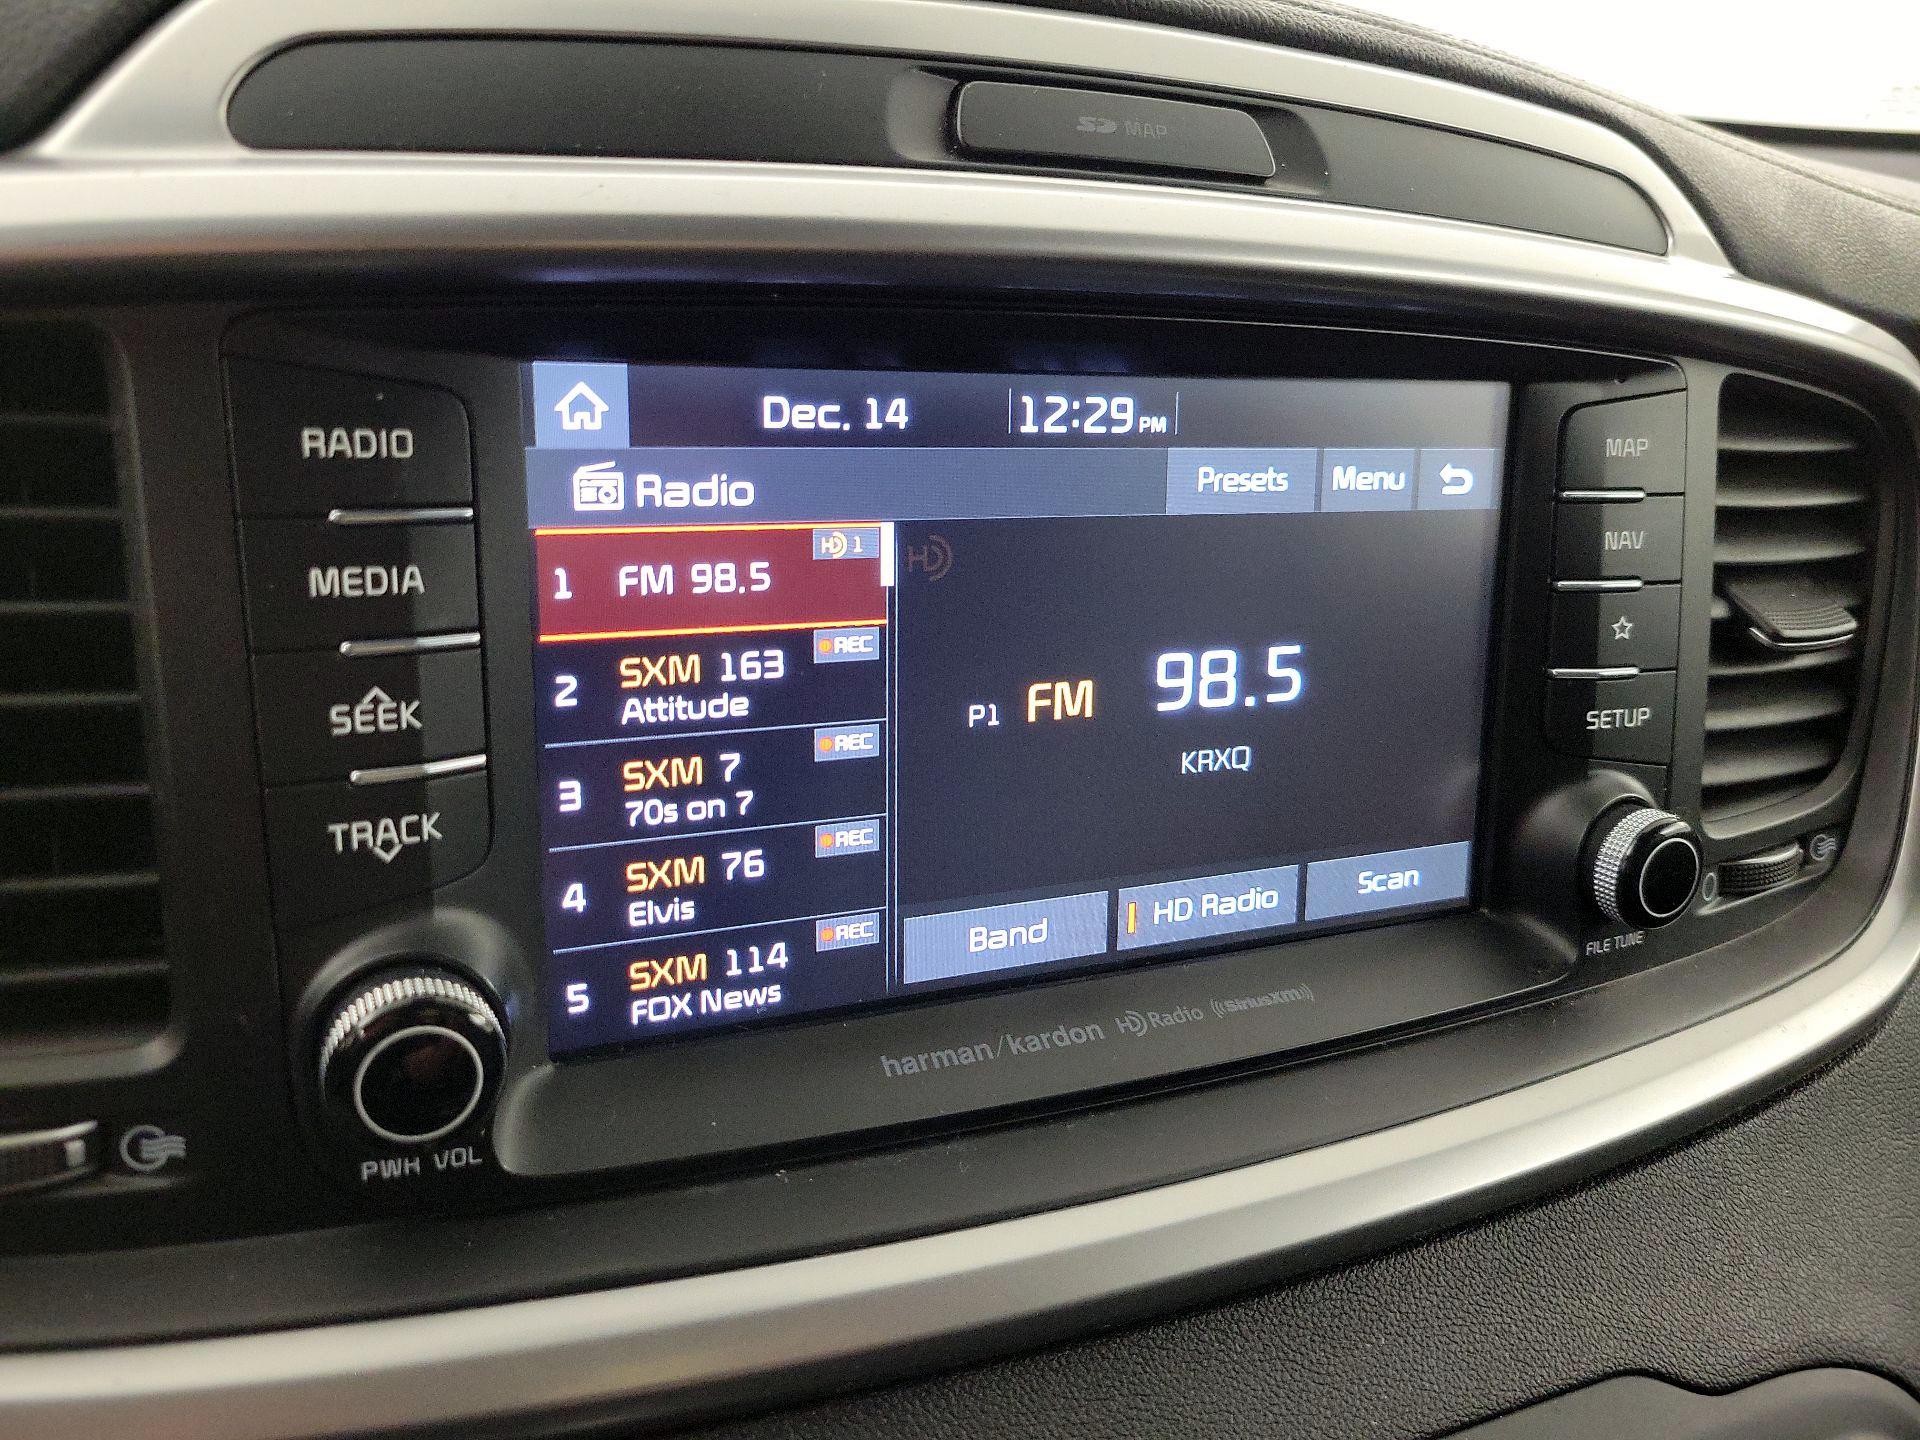 SD MAP
Dec. 14 12:29 PM
Radio Presets Menu
RADIO
MEDIA
SEEK
TRACK
PWR VOL
1 FM 98.5 HD 1
2 SXM 163 REC
Attitude
3 SXM 7 REC
70s on 7
4 SXM 76 REC
Elvis
5 SXM 114 REC
FOX News
HD
P1 FM 98.5
KRXQ
Band HD Radio Scan
MAP
NAV
SETUP
FILE TUNE
harman/kardon HD Radio ((SiriusXM))